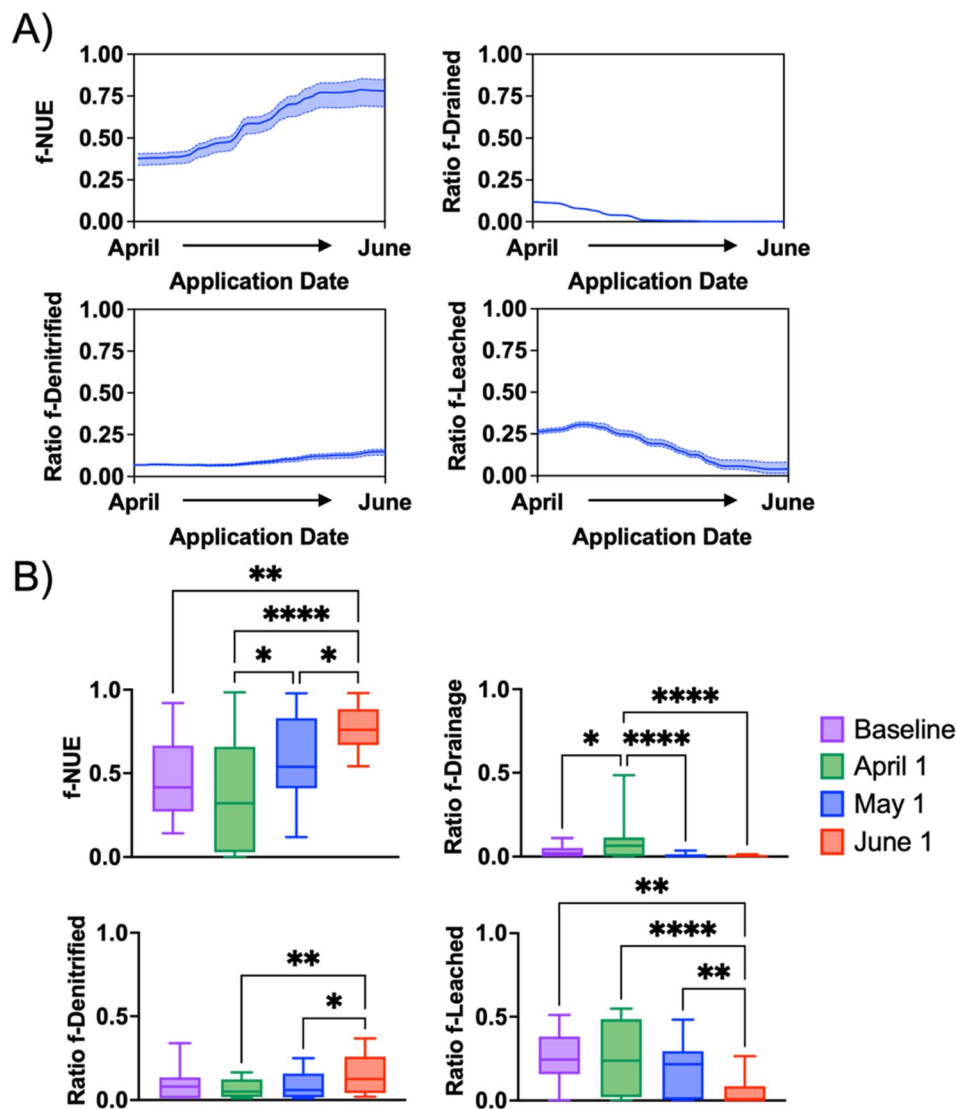 A)
1.00
0.75
0.50
0.25
0.00
f-NUE
April
June
Application Date
1.00
0.75
0.50
0.25
0.00
Ratio f-Drained
April
June
Application Date
1.00
0.75
0.50
0.25
0.00
Ratio f-Denitrified
April
June
Application Date
1.00
0.75
0.50
0.25
0.00
Ratio f-Leached
April
June
Application Date
B)
**
****
*
*
1.0
0.5
0.0
f-NUE
****
*
****
1.0
0.5
0.0
Ratio f-Drainage
Baseline
April 1
May 1
June 1
**
*
1.0
0.5
0.0
Ratio f-Denitrified
**
****
**
1.0
0.5
0.0
Ratio f-Leached